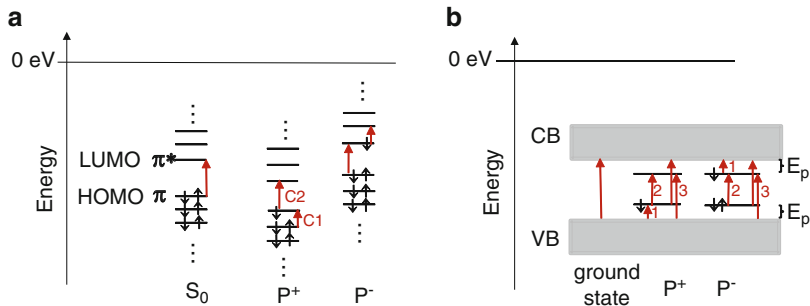 a
0 eV
Energy
LUMO π*
HOMO π
C2
C1
S0
P+
P-
b
0 eV
Energy
CB
VB
1
2
3
1
2
3
Ep
Ep
ground
state
P+
P-